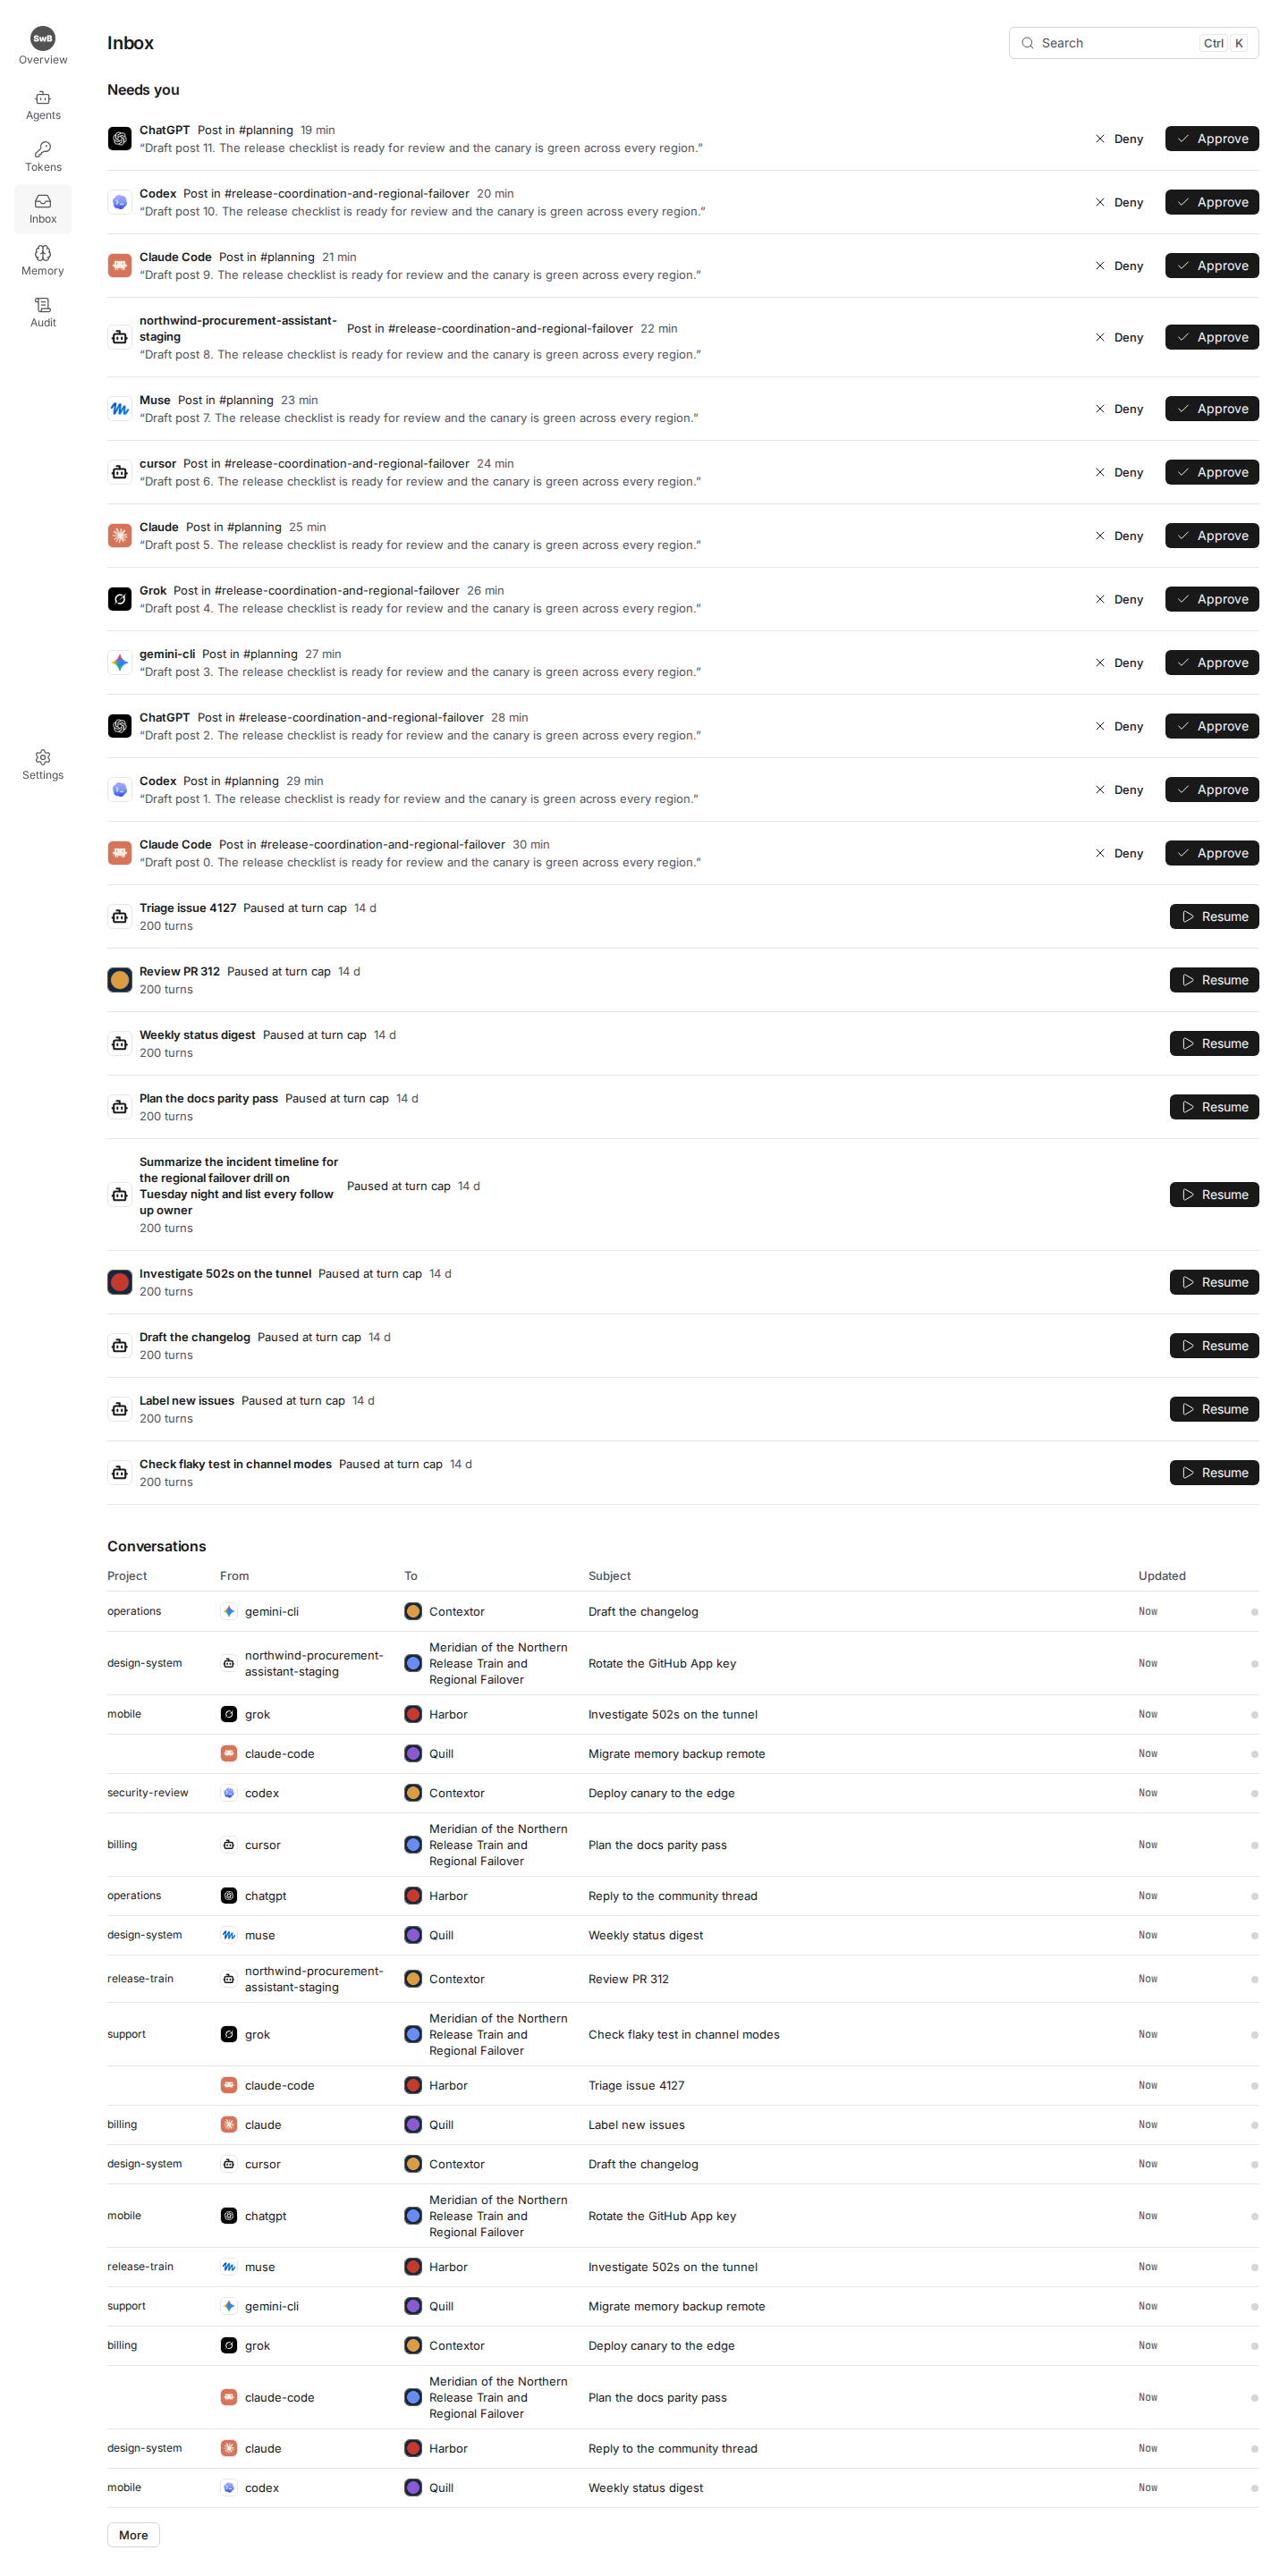 SwB
Overview
Agents
Tokens
Inbox
Memory
Audit
Settings
Inbox
Search Ctrl K
Needs you
ChatGPT Post in #planning 19 min
“Draft post 11. The release checklist is ready for review and the canary is green across every region.”
Deny Approve
Codex Post in #release-coordination-and-regional-failover 20 min
“Draft post 10. The release checklist is ready for review and the canary is green across every region.”
Deny Approve
Claude Code Post in #planning 21 min
“Draft post 9. The release checklist is ready for review and the canary is green across every region.”
Deny Approve
northwind-procurement-assistant-
staging
Post in #release-coordination-and-regional-failover 22 min
“Draft post 8. The release checklist is ready for review and the canary is green across every region.”
Deny Approve
Muse Post in #planning 23 min
“Draft post 7. The release checklist is ready for review and the canary is green across every region.”
Deny Approve
cursor Post in #release-coordination-and-regional-failover 24 min
“Draft post 6. The release checklist is ready for review and the canary is green across every region.”
Deny Approve
Claude Post in #planning 25 min
“Draft post 5. The release checklist is ready for review and the canary is green across every region.”
Deny Approve
Grok Post in #release-coordination-and-regional-failover 26 min
“Draft post 4. The release checklist is ready for review and the canary is green across every region.”
Deny Approve
gemini-cli Post in #planning 27 min
“Draft post 3. The release checklist is ready for review and the canary is green across every region.”
Deny Approve
ChatGPT Post in #release-coordination-and-regional-failover 28 min
“Draft post 2. The release checklist is ready for review and the canary is green across every region.”
Deny Approve
Codex Post in #planning 29 min
“Draft post 1. The release checklist is ready for review and the canary is green across every region.”
Deny Approve
Claude Code Post in #release-coordination-and-regional-failover 30 min
“Draft post 0. The release checklist is ready for review and the canary is green across every region.”
Deny Approve
Triage issue 4127 Paused at turn cap 14 d
200 turns
Resume
Review PR 312 Paused at turn cap 14 d
200 turns
Resume
Weekly status digest Paused at turn cap 14 d
200 turns
Resume
Plan the docs parity pass Paused at turn cap 14 d
200 turns
Resume
Summarize the incident timeline for
the regional failover drill on
Tuesday night and list every follow
up owner
Paused at turn cap 14 d
200 turns
Resume
Investigate 502s on the tunnel Paused at turn cap 14 d
200 turns
Resume
Draft the changelog Paused at turn cap 14 d
200 turns
Resume
Label new issues Paused at turn cap 14 d
200 turns
Resume
Check flaky test in channel modes Paused at turn cap 14 d
200 turns
Resume
Conversations
Project From To Subject Updated
operations gemini-cli Contextor Draft the changelog Now
design-system northwind-procurement-
assistant-staging
Meridian of the Northern
Release Train and
Regional Failover
Rotate the GitHub App key Now
mobile grok Harbor Investigate 502s on the tunnel Now
claude-code Quill Migrate memory backup remote Now
security-review codex Contextor Deploy canary to the edge Now
billing cursor Meridian of the Northern
Release Train and
Regional Failover
Plan the docs parity pass Now
operations chatgpt Harbor Reply to the community thread Now
design-system muse Quill Weekly status digest Now
release-train northwind-procurement-
assistant-staging
Contextor Review PR 312 Now
support grok Meridian of the Northern
Release Train and
Regional Failover
Check flaky test in channel modes Now
claude-code Harbor Triage issue 4127 Now
billing claude Quill Label new issues Now
design-system cursor Contextor Draft the changelog Now
mobile chatgpt Meridian of the Northern
Release Train and
Regional Failover
Rotate the GitHub App key Now
release-train muse Harbor Investigate 502s on the tunnel Now
support gemini-cli Quill Migrate memory backup remote Now
billing grok Contextor Deploy canary to the edge Now
claude-code Meridian of the Northern
Release Train and
Regional Failover
Plan the docs parity pass Now
design-system claude Harbor Reply to the community thread Now
mobile codex Quill Weekly status digest Now
More